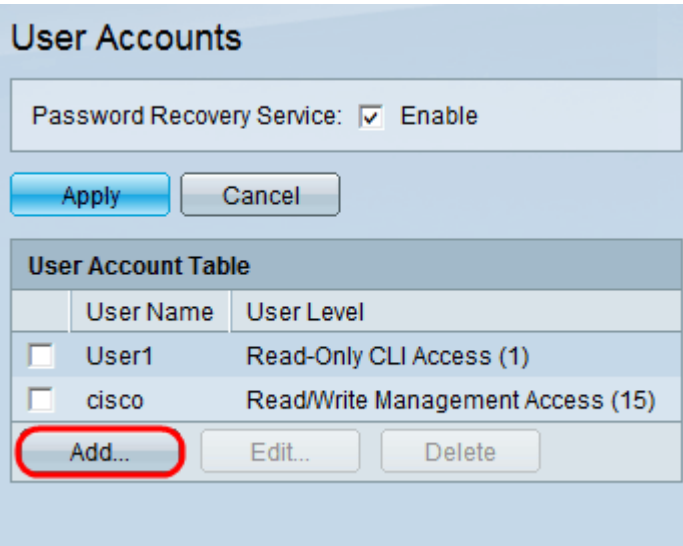 User Accounts
Password Recovery Service: Enable
Apply Cancel
User Account Table
User Name User Level
User1 Read-Only CLI Access (1)
cisco Read/Write Management Access (15)
Add... Edit... Delete